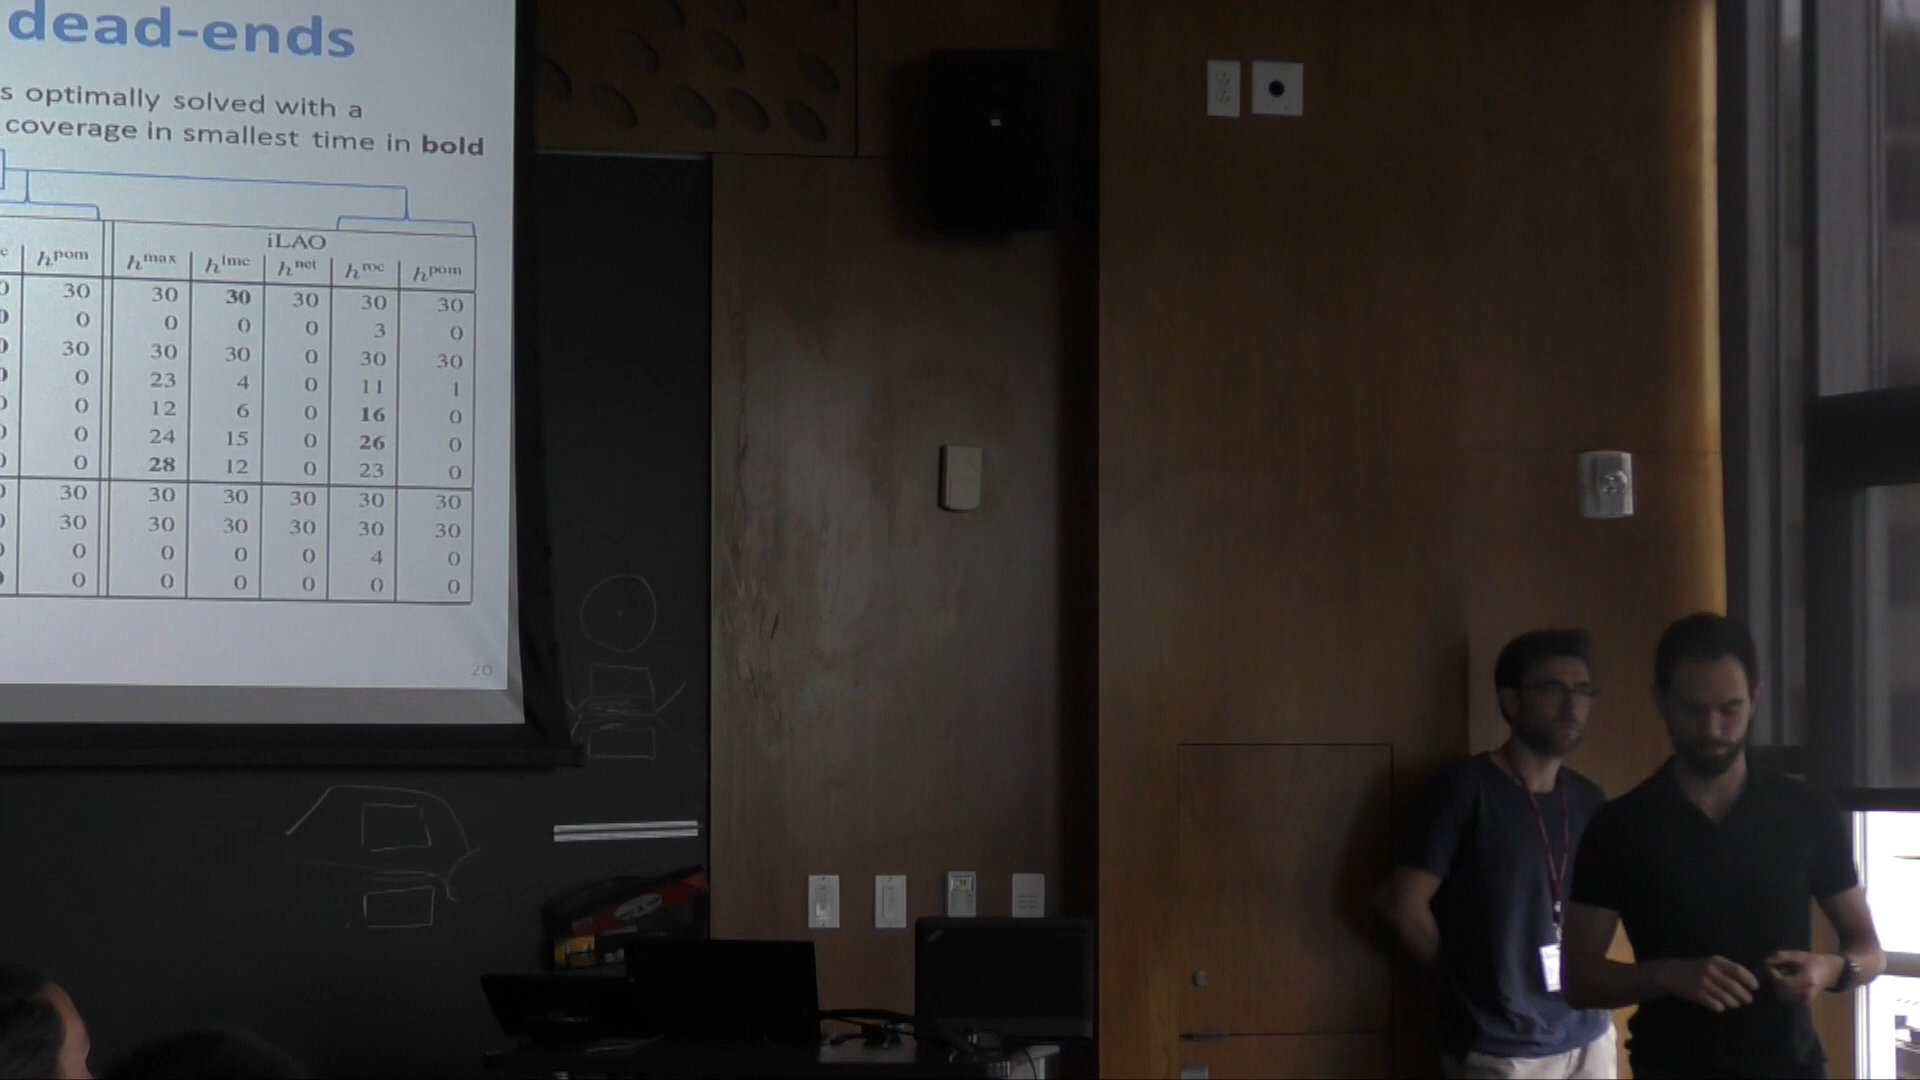 dead-ends
s optimally solved with a
coverage in smallest time in bold
iLAO
h^pom h^max h^lmc h^net h^roc h^pom
30 30 30 30 30 30
0 0 0 0 3 0
30 30 30 0 30 30
0 23 4 0 11 1
0 12 6 0 16 0
0 24 15 0 26 0
0 28 12 0 23 0
30 30 30 30 30 30
30 30 30 30 30 30
0 0 0 0 4 0
0 0 0 0 0 0
20